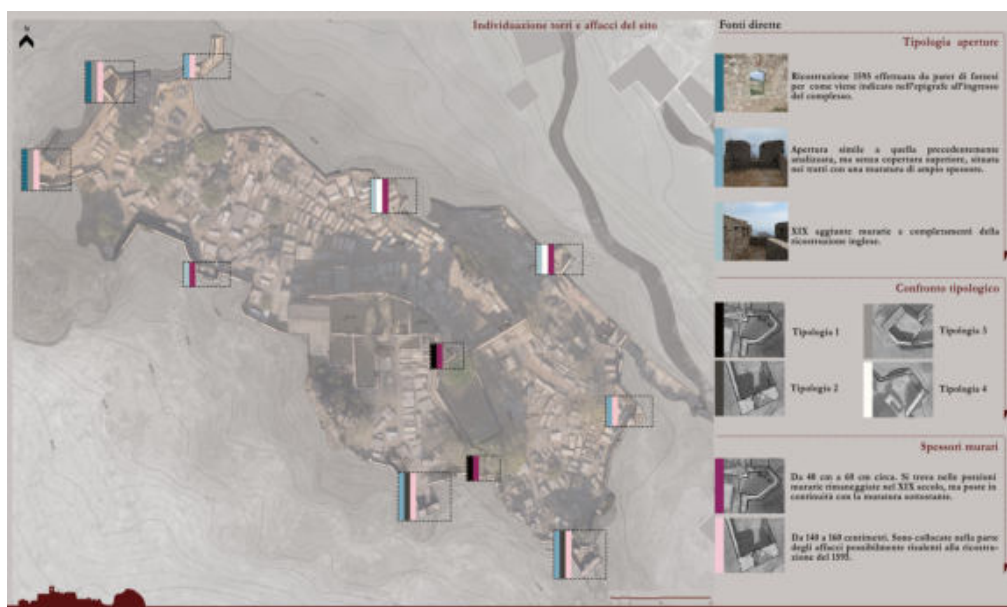 N
Individuazione torri e affacci del sito
Fonti dirette
Tipologia aperture
Ricostruzione 1595 effettuata da pater di fornesi
per come viene indicato nell'epigrafe all'ingresso
del complesso.
Apertura simile a quella precedentemente
analizzata, ma senza copertura superiore, situata
nei tratti con una muratura di ampio spessore.
XIX aggiunte murarie a completamento della
ricostruzione inglese.
Confronto tipologico
Tipologia 1
Tipologia 3
Tipologia 2
Tipologia 4
Spessori murari
Da 40 cm a 60 cm circa. Si trova nelle porzioni
murarie rimaneggiate nel XIX secolo, ma poste in
continuità con la muratura sottostante.
Da 140 a 160 centimetri. Sono collocate nella parte
degli affacci possibilmente risalenti alla ricostru-
zione del 1595.